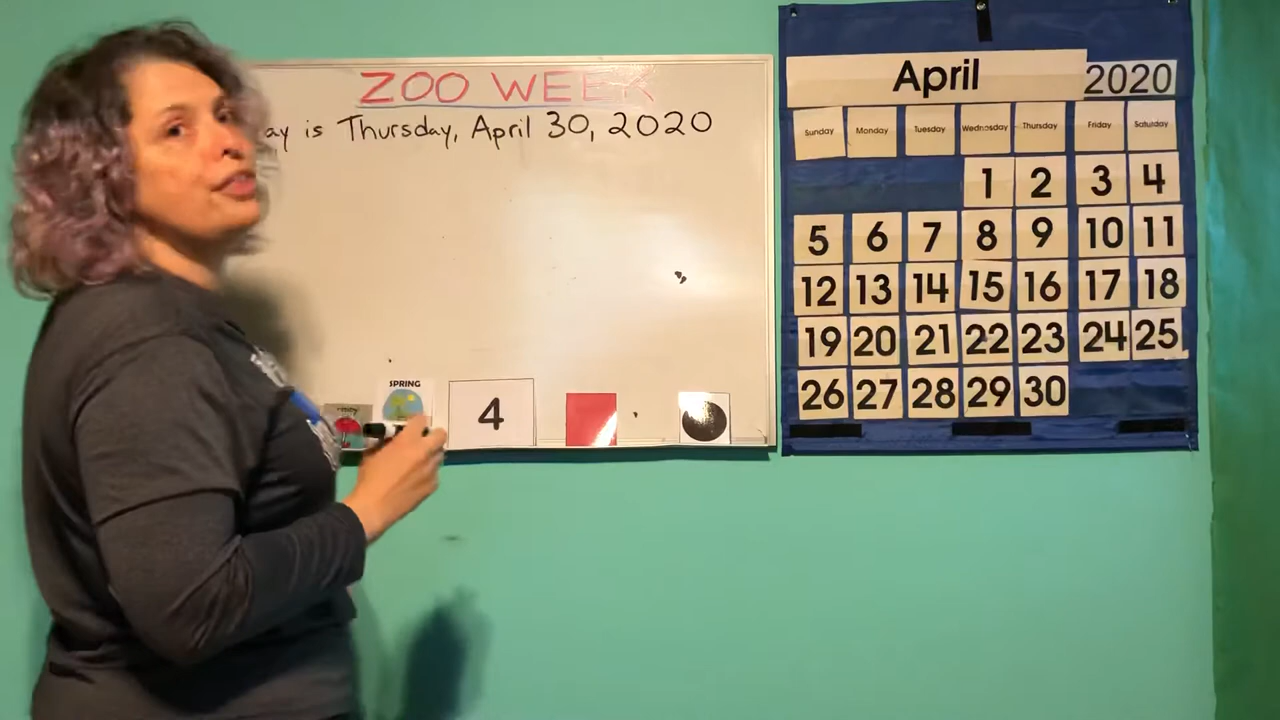 ZOO WEEK
ay is Thursday, April 30, 2020
SPRING
4
April 2020
Sunday Monday Tuesday Wednesday Thursday Friday Saturday
1 2 3 4
5 6 7 8 9 10 11
12 13 14 15 16 17 18
19 20 21 22 23 24 25
26 27 28 29 30